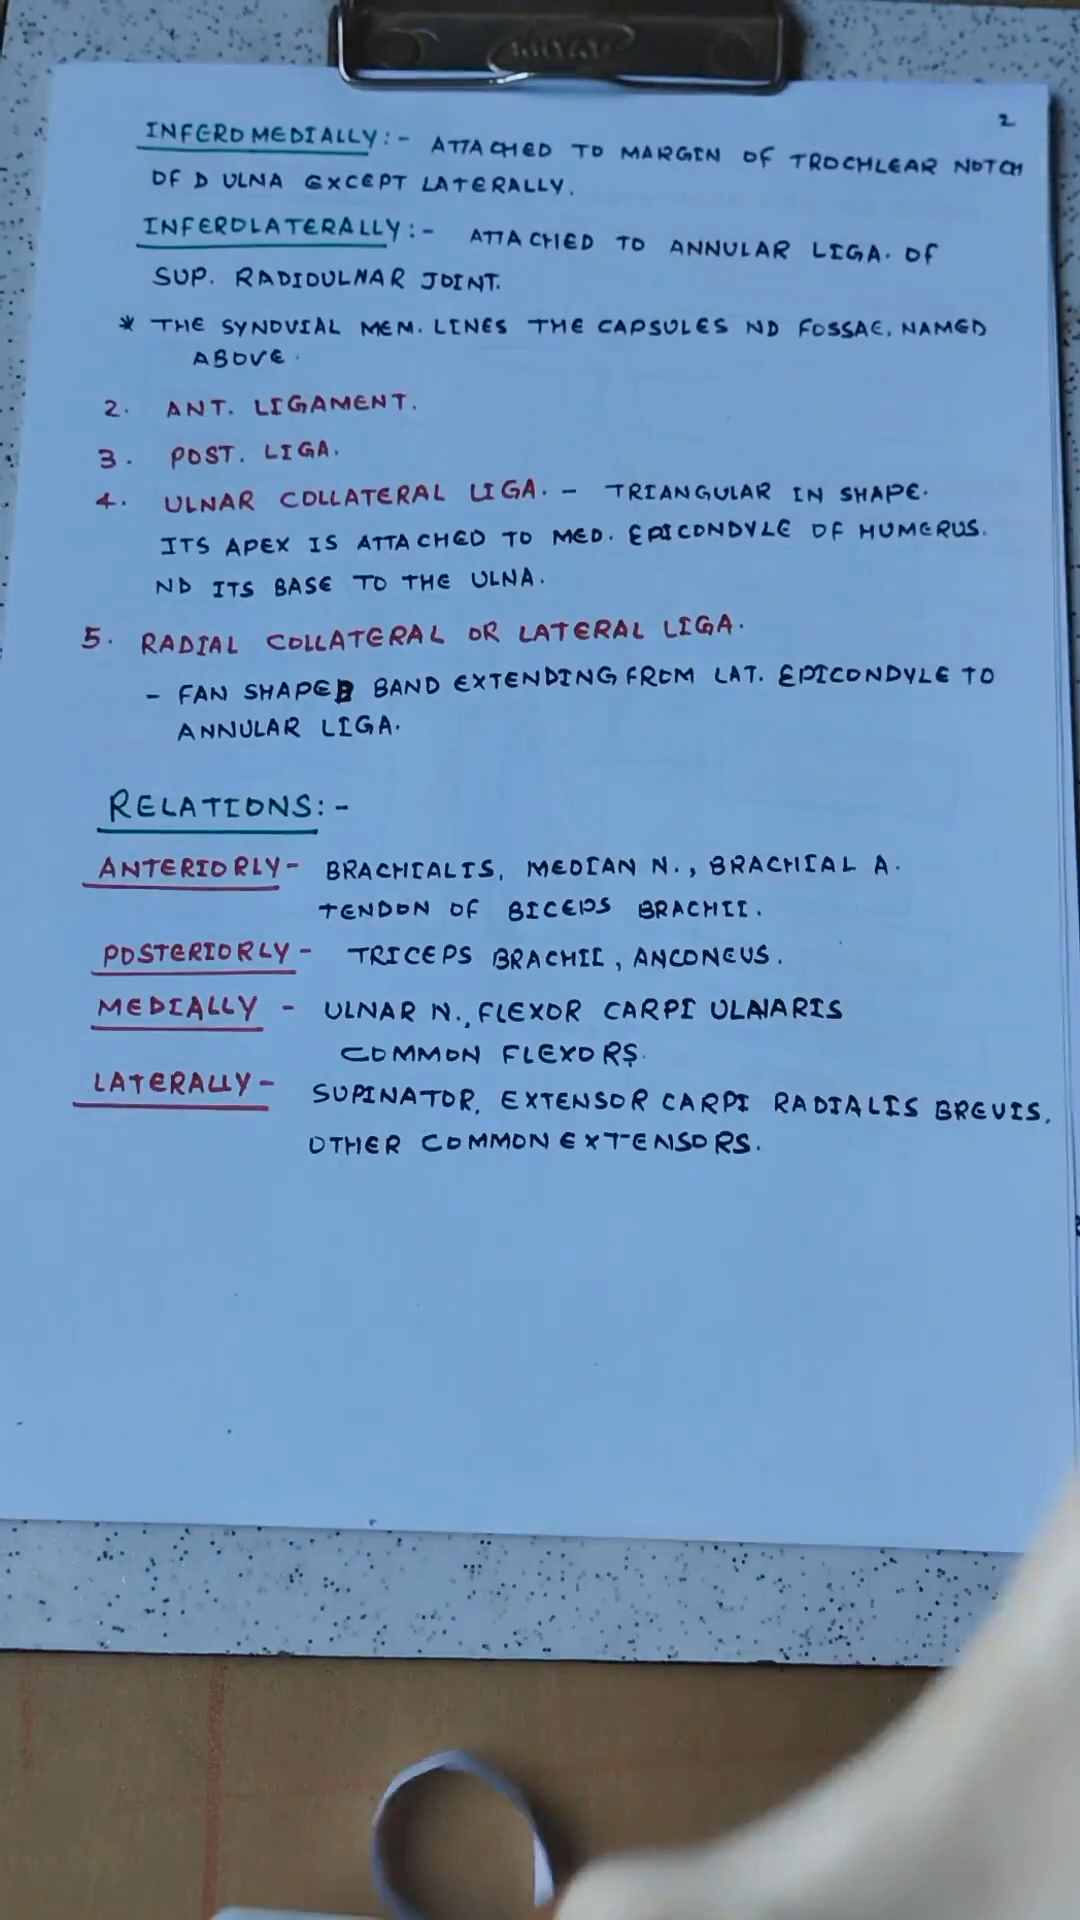 2
INFEROMEDIALLY:- ATTACHED TO MARGIN OF TROCHLEAR NOTCH
OF D ULNA EXCEPT LATERALLY.
INFEROLATERALLY:- ATTACHED TO ANNULAR LIGA. OF
SUP. RADIOULNAR JOINT.
* THE SYNOVIAL MEM. LINES THE CAPSULES ND FOSSAE, NAMED
ABOVE.
2. ANT. LIGAMENT.
3. POST. LIGA.
4. ULNAR COLLATERAL LIGA. - TRIANGULAR IN SHAPE.
ITS APEX IS ATTACHED TO MED. EPICONDYLE OF HUMERUS.
ND ITS BASE TO THE ULNA.
5. RADIAL COLLATERAL OR LATERAL LIGA.
- FAN SHAPED BAND EXTENDING FROM LAT. EPICONDYLE TO
ANNULAR LIGA.
RELATIONS:-
ANTERIORLY- BRACHIALIS, MEDIAN N., BRACHIAL A.
TENDON OF BICEPS BRACHII.
POSTERIORLY- TRICEPS BRACHII, ANCONEUS.
MEDIALLY - ULNAR N., FLEXOR CARPI ULNARIS
COMMON FLEXORS.
LATERALLY- SUPINATOR, EXTENSOR CARPI RADIALIS BREVIS,
OTHER COMMON EXTENSORS.